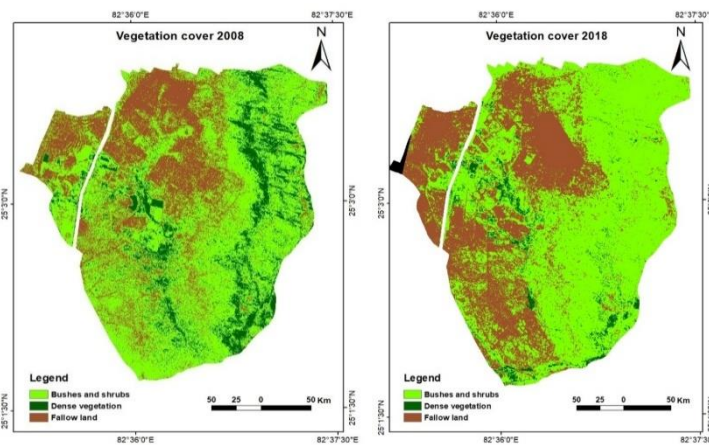 82°36'0"E 82°37'30"E 82°36'0"E 82°37'30"E
Vegetation cover 2008
N
Vegetation cover 2018
N
25°3'0"N
25°3'0"N
25°1'30"N
25°1'30"N
Legend
Bushes and shrubs
Dense vegetation
Fallow land
50 25 0 50 Km
Legend
Bushes and shrubs
Dense vegetation
Fallow land
50 25 0 50 Km
82°36'0"E 82°37'30"E 82°36'0"E 82°37'30"E